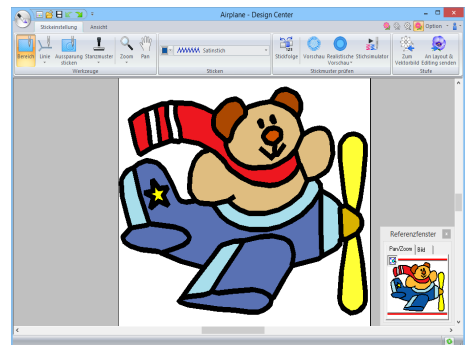 Airplane - Design Center
Stickeinstellung Ansicht Option
Bereich Linie Aussparung sticken Stanzmuster Zoom Pan
Satinstich
Stickfolge Vorschau Realistische Vorschau Stichsimulator
Zum Vektorbild An Layout & Editing senden
Werkzeuge Sticken Stickmuster prüfen Stufe
Referenzfenster
Pan/Zoom Bild